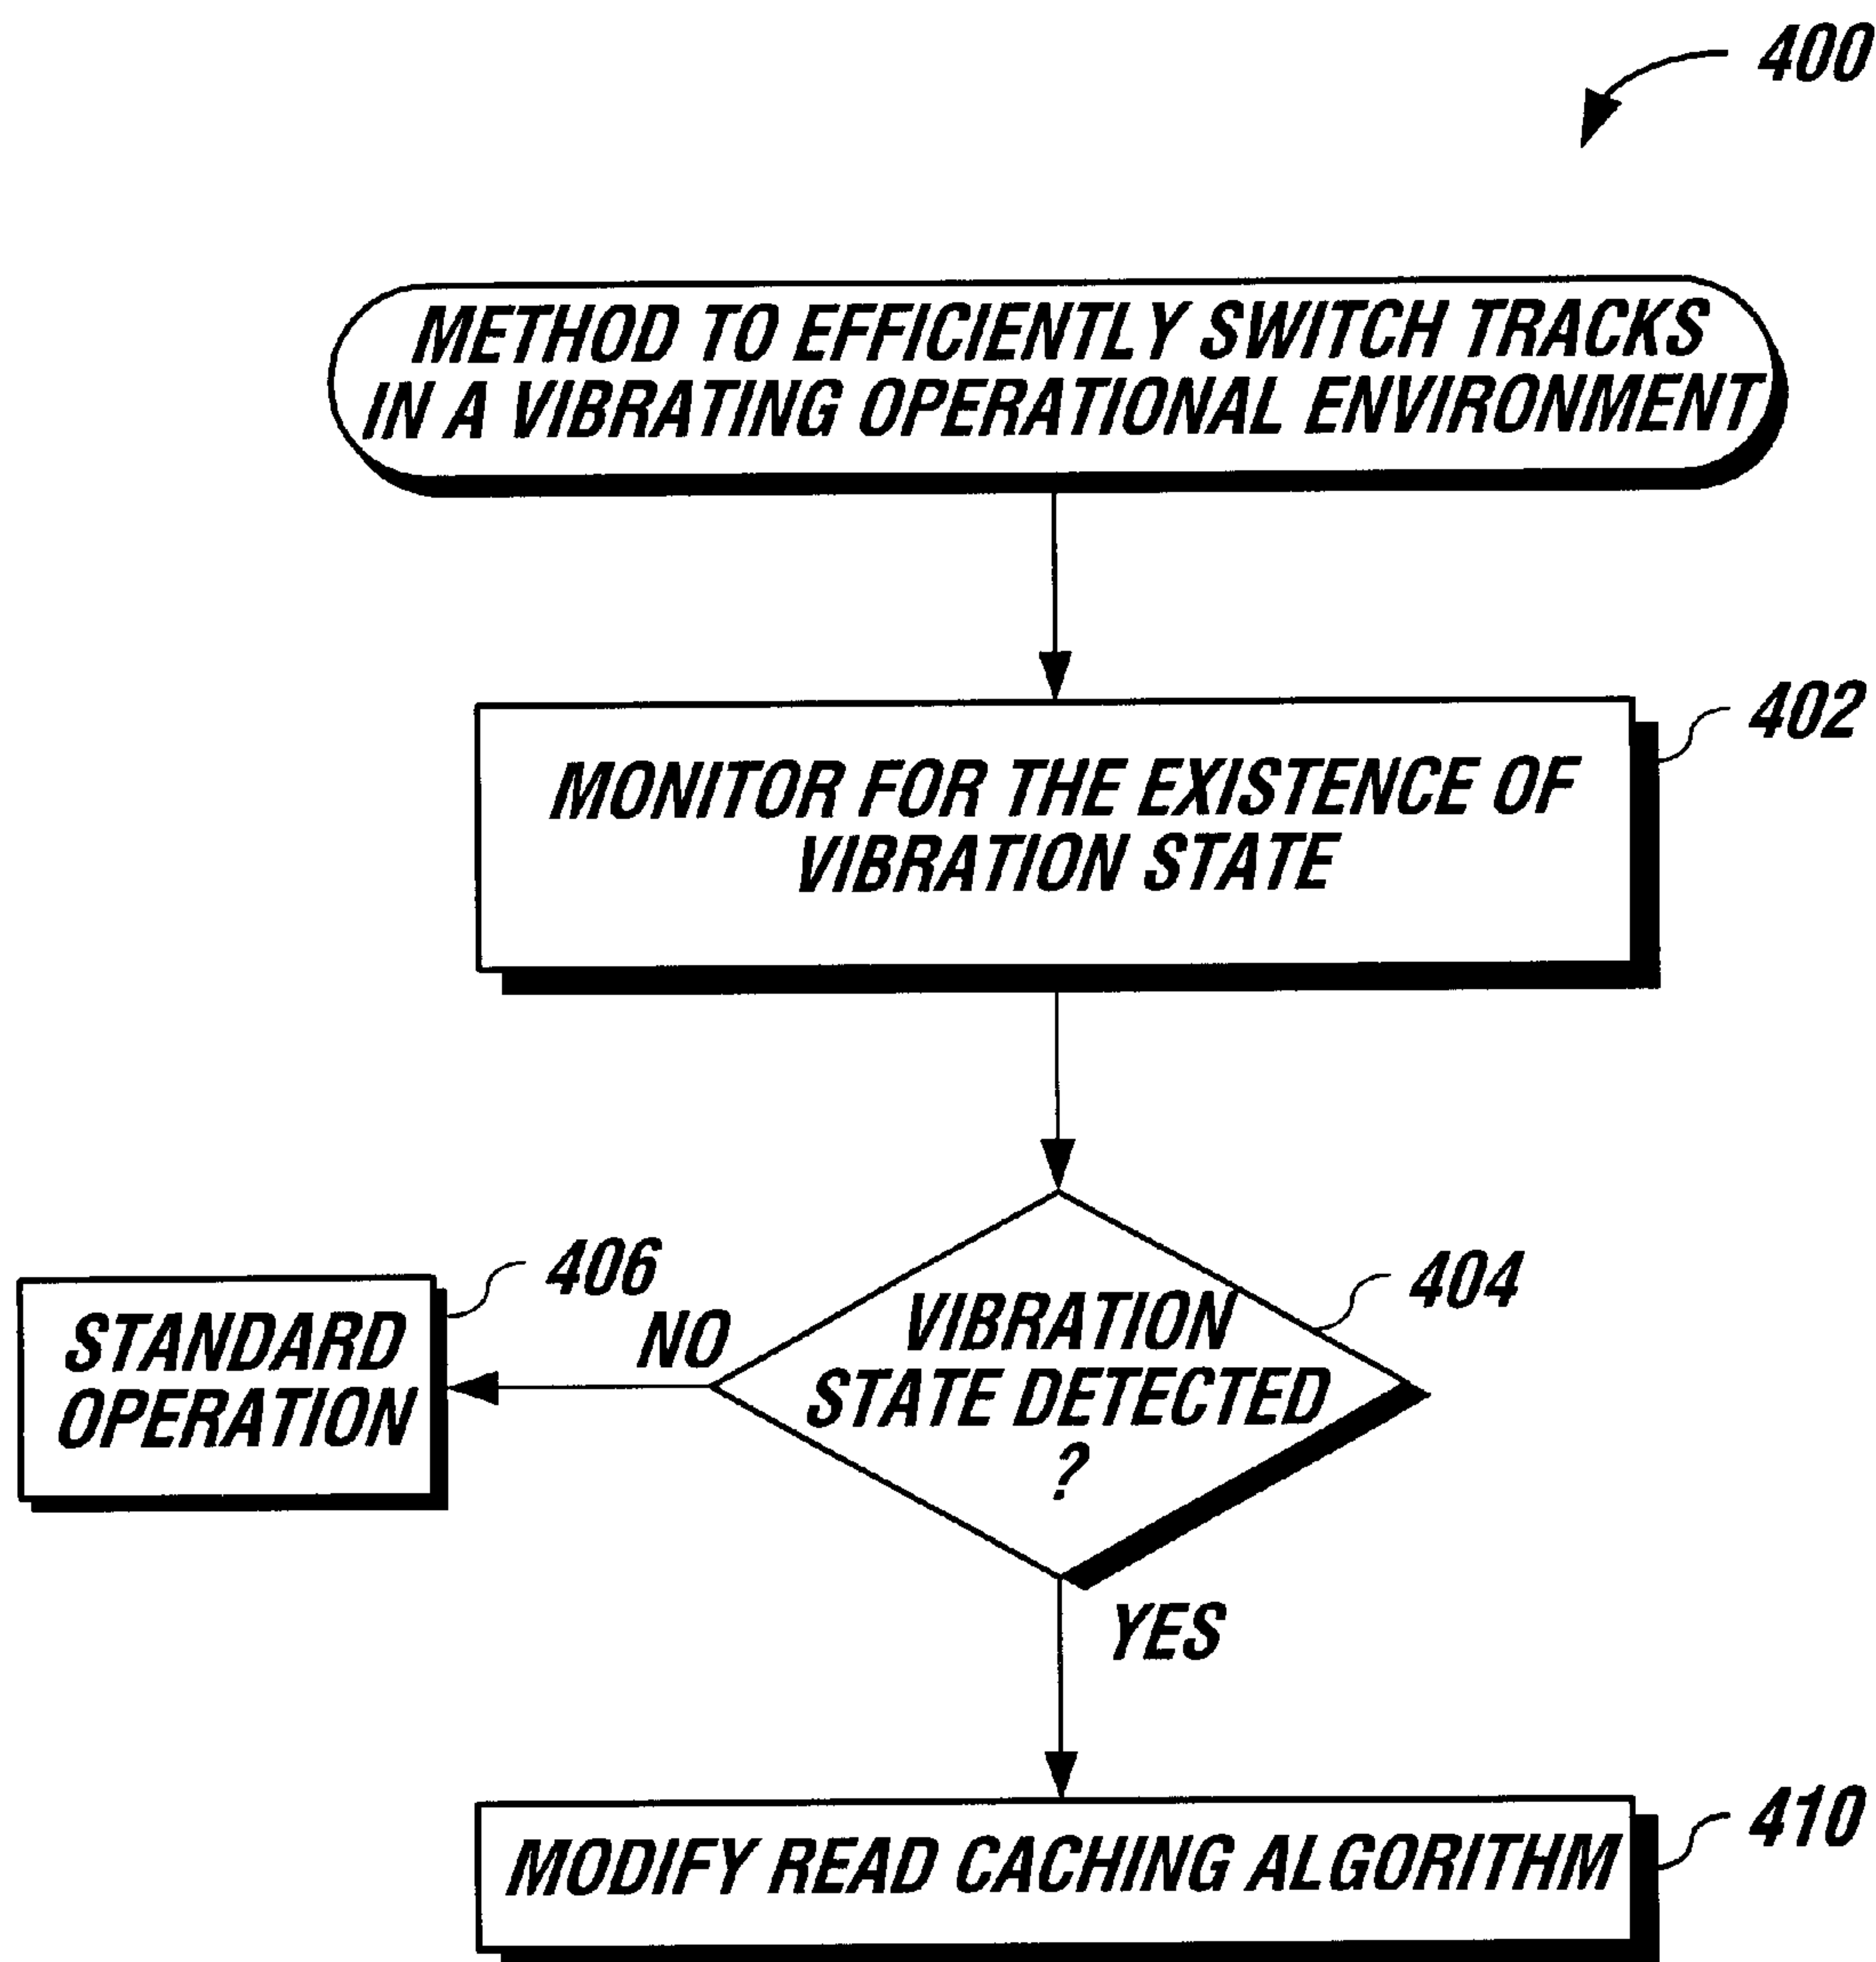 400
METHOD TO EFFICIENTLY SWITCH TRACKS
IN A VIBRATING OPERATIONAL ENVIRONMENT
402
MONITOR FOR THE EXISTENCE OF
VIBRATION STATE
406
404
NO
STANDARD
OPERATION
VIBRATION
STATE DETECTED
?
YES
410
MODIFY READ CACHING ALGORITHM